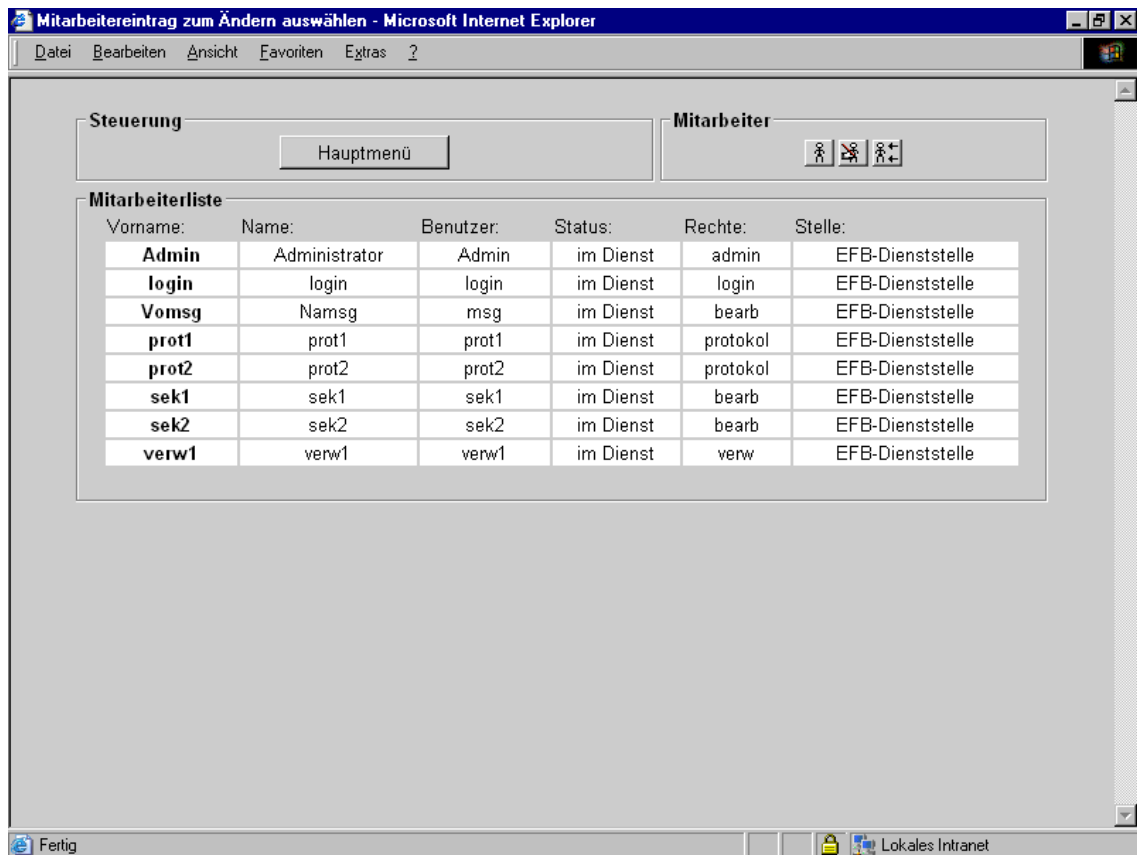 Mitarbeitereintrag zum Ändern auswählen - Microsoft Internet Explorer
Datei Bearbeiten Ansicht Favoriten Extras ?
Steuerung Mitarbeiter
Hauptmenü
Mitarbeiterliste
Vorname: Name: Benutzer: Status: Rechte: Stelle:
Admin Administrator Admin im Dienst admin EFB-Dienststelle
login login login im Dienst login EFB-Dienststelle
Vomsg Namsg msg im Dienst bearb EFB-Dienststelle
prot1 prot1 prot1 im Dienst protokol EFB-Dienststelle
prot2 prot2 prot2 im Dienst protokol EFB-Dienststelle
sek1 sek1 sek1 im Dienst bearb EFB-Dienststelle
sek2 sek2 sek2 im Dienst bearb EFB-Dienststelle
verw1 verw1 verw1 im Dienst verw EFB-Dienststelle
Fertig Lokales Intranet